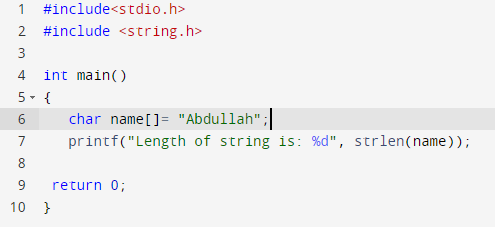 1 #include<stdio.h>
2 #include <string.h>
3
4 int main()
5 {
6 char name[]= "Abdullah";
7 printf("Length of string is: %d", strlen(name));
8
9 return 0;
10 }